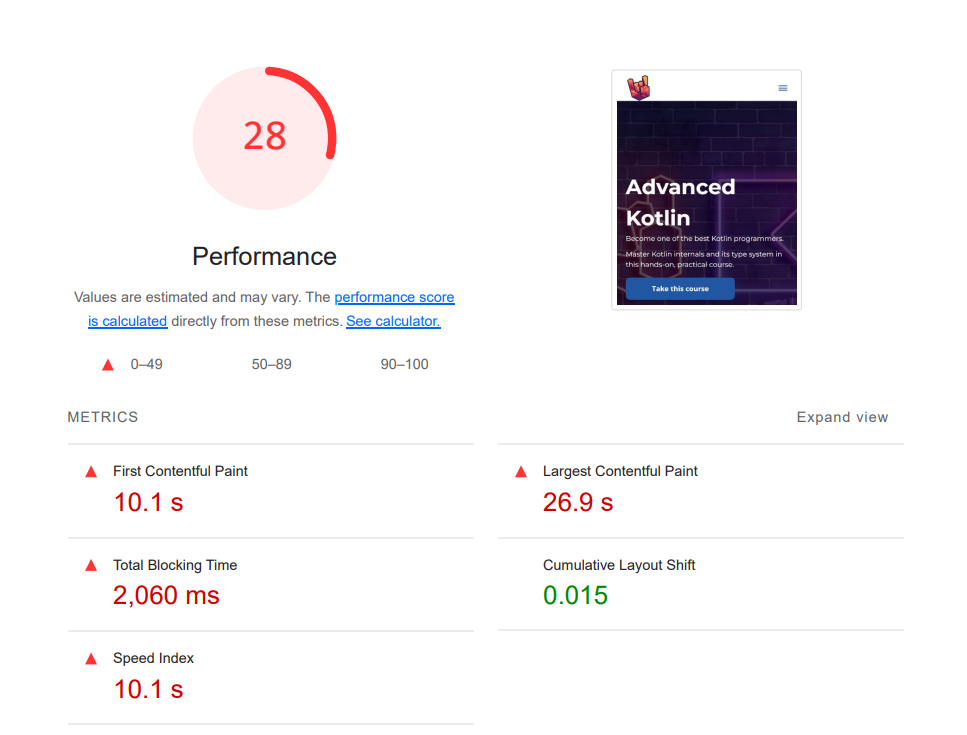 28
Performance
Values are estimated and may vary. The performance score
is calculated directly from these metrics. See calculator.
0–49
50–89
90–100
Advanced
Kotlin
Become one of the best Kotlin programmers.
Master Kotlin internals and its type system in
this hands-on, practical course.
Take this course
METRICS
Expand view
First Contentful Paint
10.1 s
Largest Contentful Paint
26.9 s
Total Blocking Time
2,060 ms
Cumulative Layout Shift
0.015
Speed Index
10.1 s